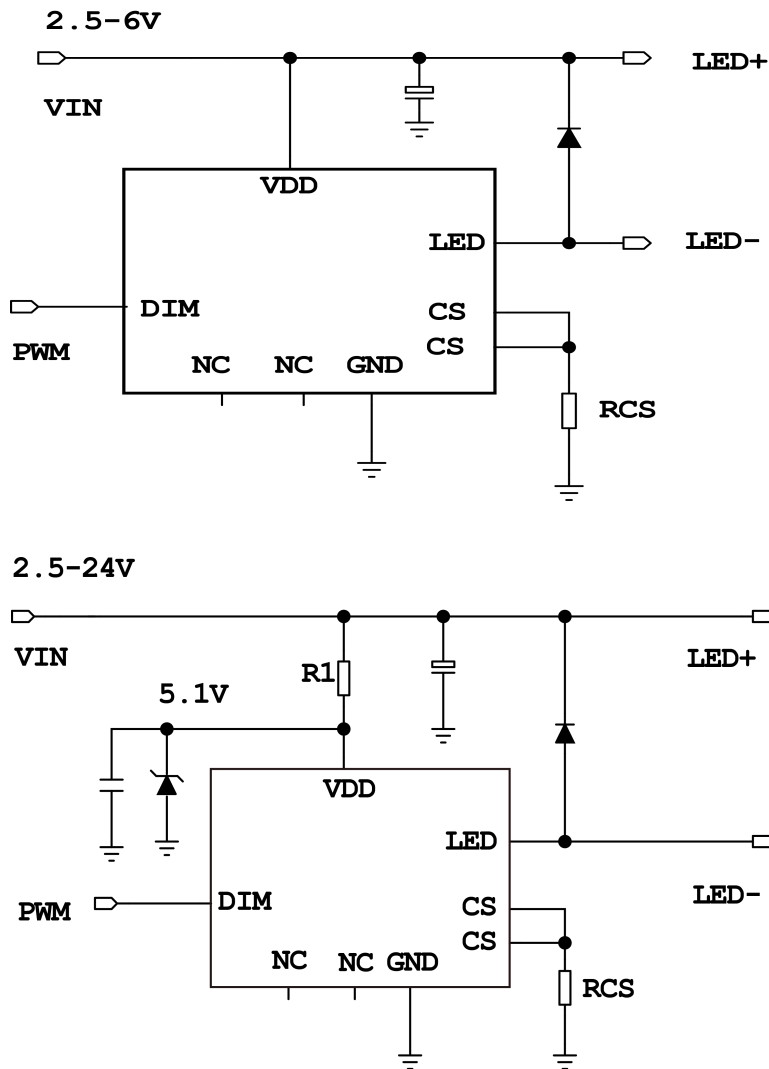 2.5-6V
LED+
VIN
VDD
LED
LED-
DIM
CS
PWM
CS
NC NC GND
RCS
2.5-24V
VIN
LED+
R1
5.1V
VDD
LED
LED-
DIM
CS
PWM
CS
NC NC GND
RCS